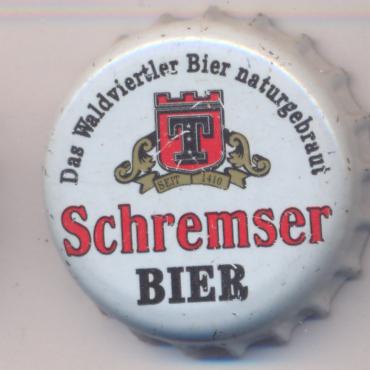 Das Waldviertler Bier naturgebraut
T
SEIT 1410
Schremser
BIER